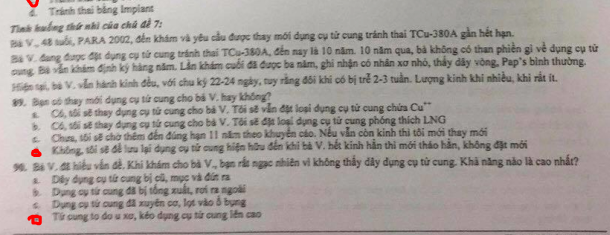 d. Tránh thai bằng Implant
Tình huống thứ nhì của chủ đề 7:
Bà V., 48 tuổi, PARA 2002, đến khám và yêu cầu được thay mới dụng cụ tử cung tránh thai TCu-380A gần hết hạn.
Bà V. đang được đặt dụng cụ tử cung tránh thai TCu-380A, đến nay là 10 năm. 10 năm qua, bà không có than phiền gì về dụng cụ tử
cung. Bà vẫn khám định kỳ hàng năm. Lần khám cuối đã được ba năm, ghi nhận có nhân xơ nhỏ, thấy dây vòng, Pap's bình thường.
Hiện tại, bà V. vẫn hành kinh đều, với chu kỳ 22-24 ngày, tuy rằng đôi khi có bị trễ 2-3 tuần. Lượng kinh khi nhiều, khi rất ít.
89. Bạn có thay mới dụng cụ tử cung cho bà V. hay không?
a. Có, tôi sẽ thay dụng cụ tử cung cho bà V. Tôi sẽ vẫn đặt loại dụng cụ tử cung chứa Cu++
b. Có, tôi sẽ thay dụng cụ tử cung cho bà V. Tôi sẽ đặt loại dụng cụ tử cung phóng thích LNG
c. Chưa, tôi sẽ chờ thêm đến đúng hạn 11 năm theo khuyến cáo. Nếu vẫn còn kinh thì tôi mới thay mới
Không, tôi sẽ để lưu lại dụng cụ tử cung hiện hữu đến khi bà V. hết kinh hẳn thì mới tháo hẳn, không đặt mới
90. Bà V. đã hiểu vấn đề. Khi khám cho bà V., bạn rất ngạc nhiên vì không thấy dây dụng cụ tử cung. Khả năng nào là cao nhất?
a. Dây dụng cụ tử cung bị cũ, mục và đứt ra
b. Dụng cụ tử cung đã bị tống xuất, rơi ra ngoài
c. Dụng cụ tử cung đã xuyên cơ, lọt vào ổ bụng
Tử cung to do u xơ, kéo dụng cụ tử cung lên cao